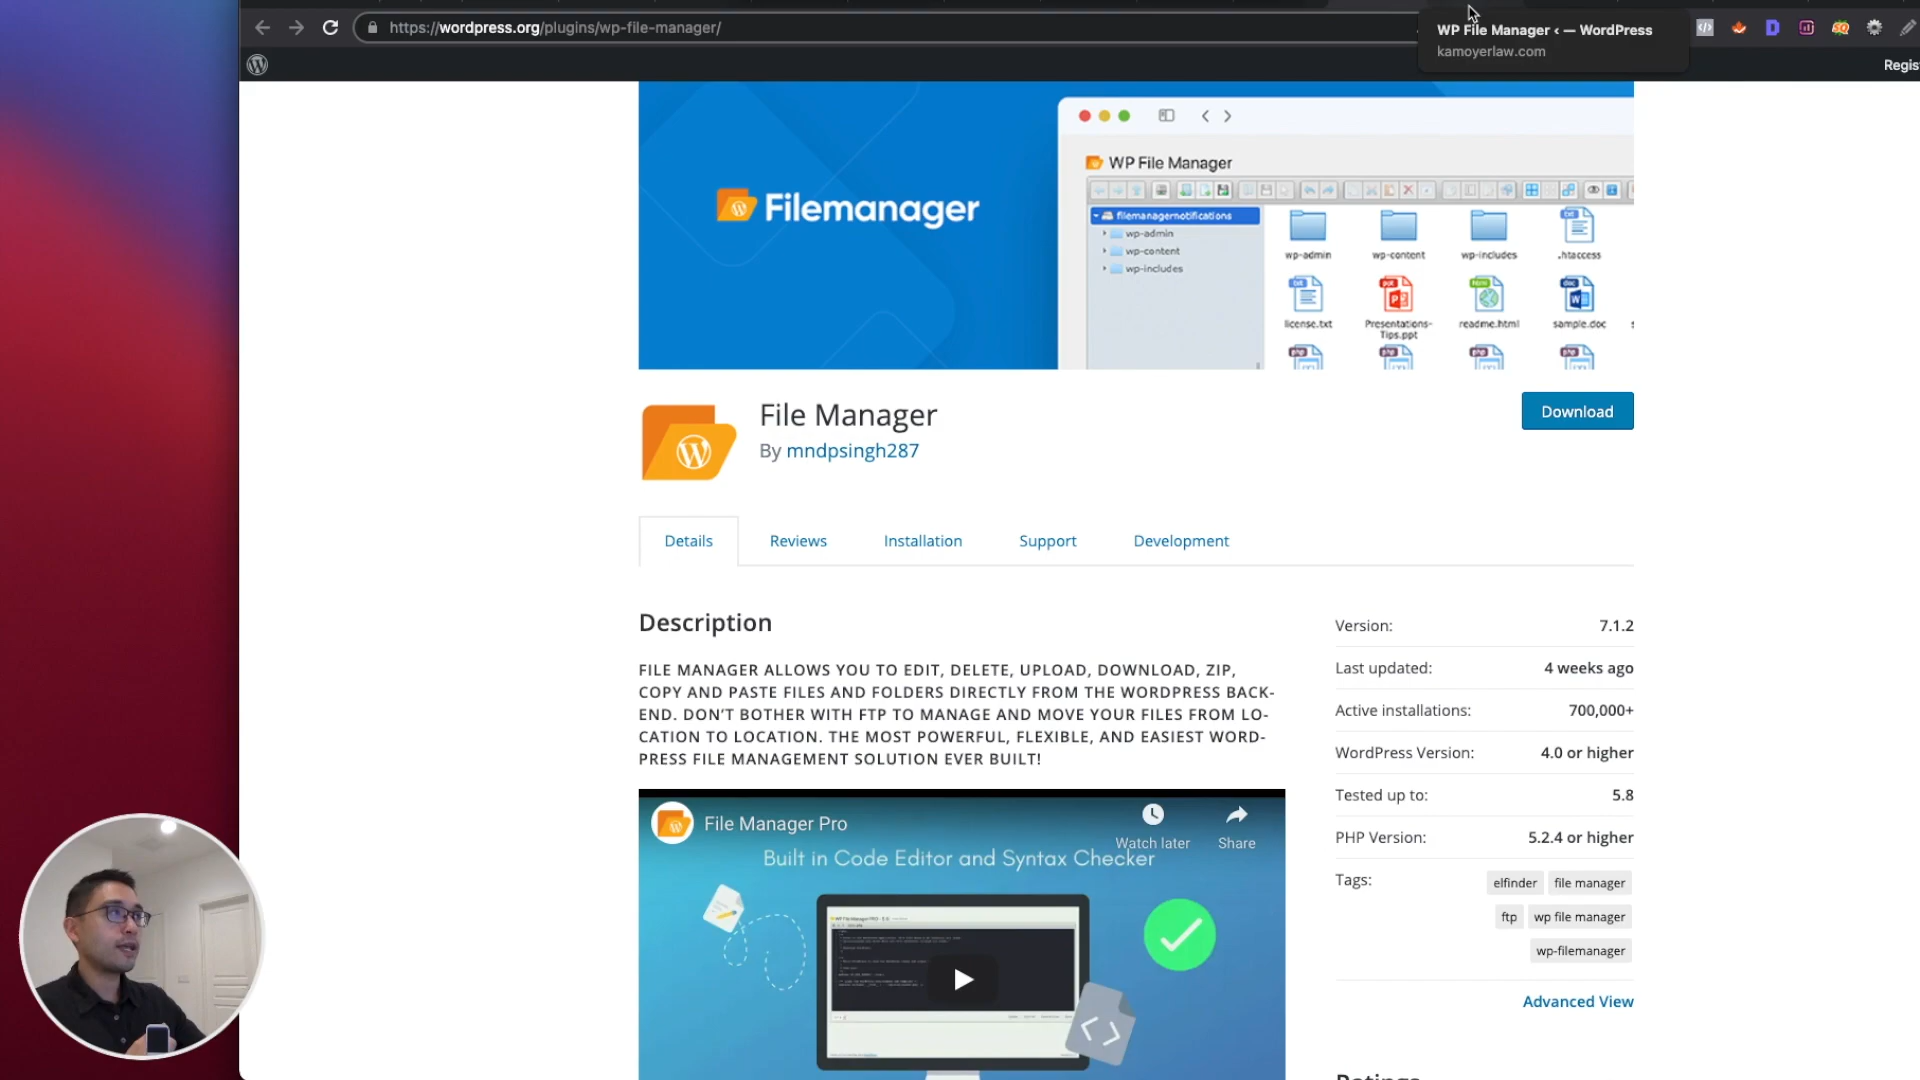 https://wordpress.org/plugins/wp-file-manager/
WP File Manager ‹ — WordPress
kamoyerlaw.com
Regis
WP File Manager
Filemanager
filemanagernotifications
wp-admin
wp-content
wp-includes
wp-admin
wp-content
wp-includes
.htaccess
license.txt
Presentations-
Tips.ppt
readme.html
sample.doc
File Manager
Download
By mndpsingh287
Details
Reviews
Installation
Support
Development
Description
FILE MANAGER ALLOWS YOU TO EDIT, DELETE, UPLOAD, DOWNLOAD, ZIP,
COPY AND PASTE FILES AND FOLDERS DIRECTLY FROM THE WORDPRESS BACK-
END. DON’T BOTHER WITH FTP TO MANAGE AND MOVE YOUR FILES FROM LO-
CATION TO LOCATION. THE MOST POWERFUL, FLEXIBLE, AND EASIEST WORD-
PRESS FILE MANAGEMENT SOLUTION EVER BUILT!
Version: 7.1.2
Last updated: 4 weeks ago
Active installations: 700,000+
WordPress Version: 4.0 or higher
Tested up to: 5.8
PHP Version: 5.2.4 or higher
Tags: elfinder file manager
ftp wp file manager
wp-filemanager
Advanced View
File Manager Pro
Watch later
Share
Built in Code Editor and Syntax Checker
Ratings